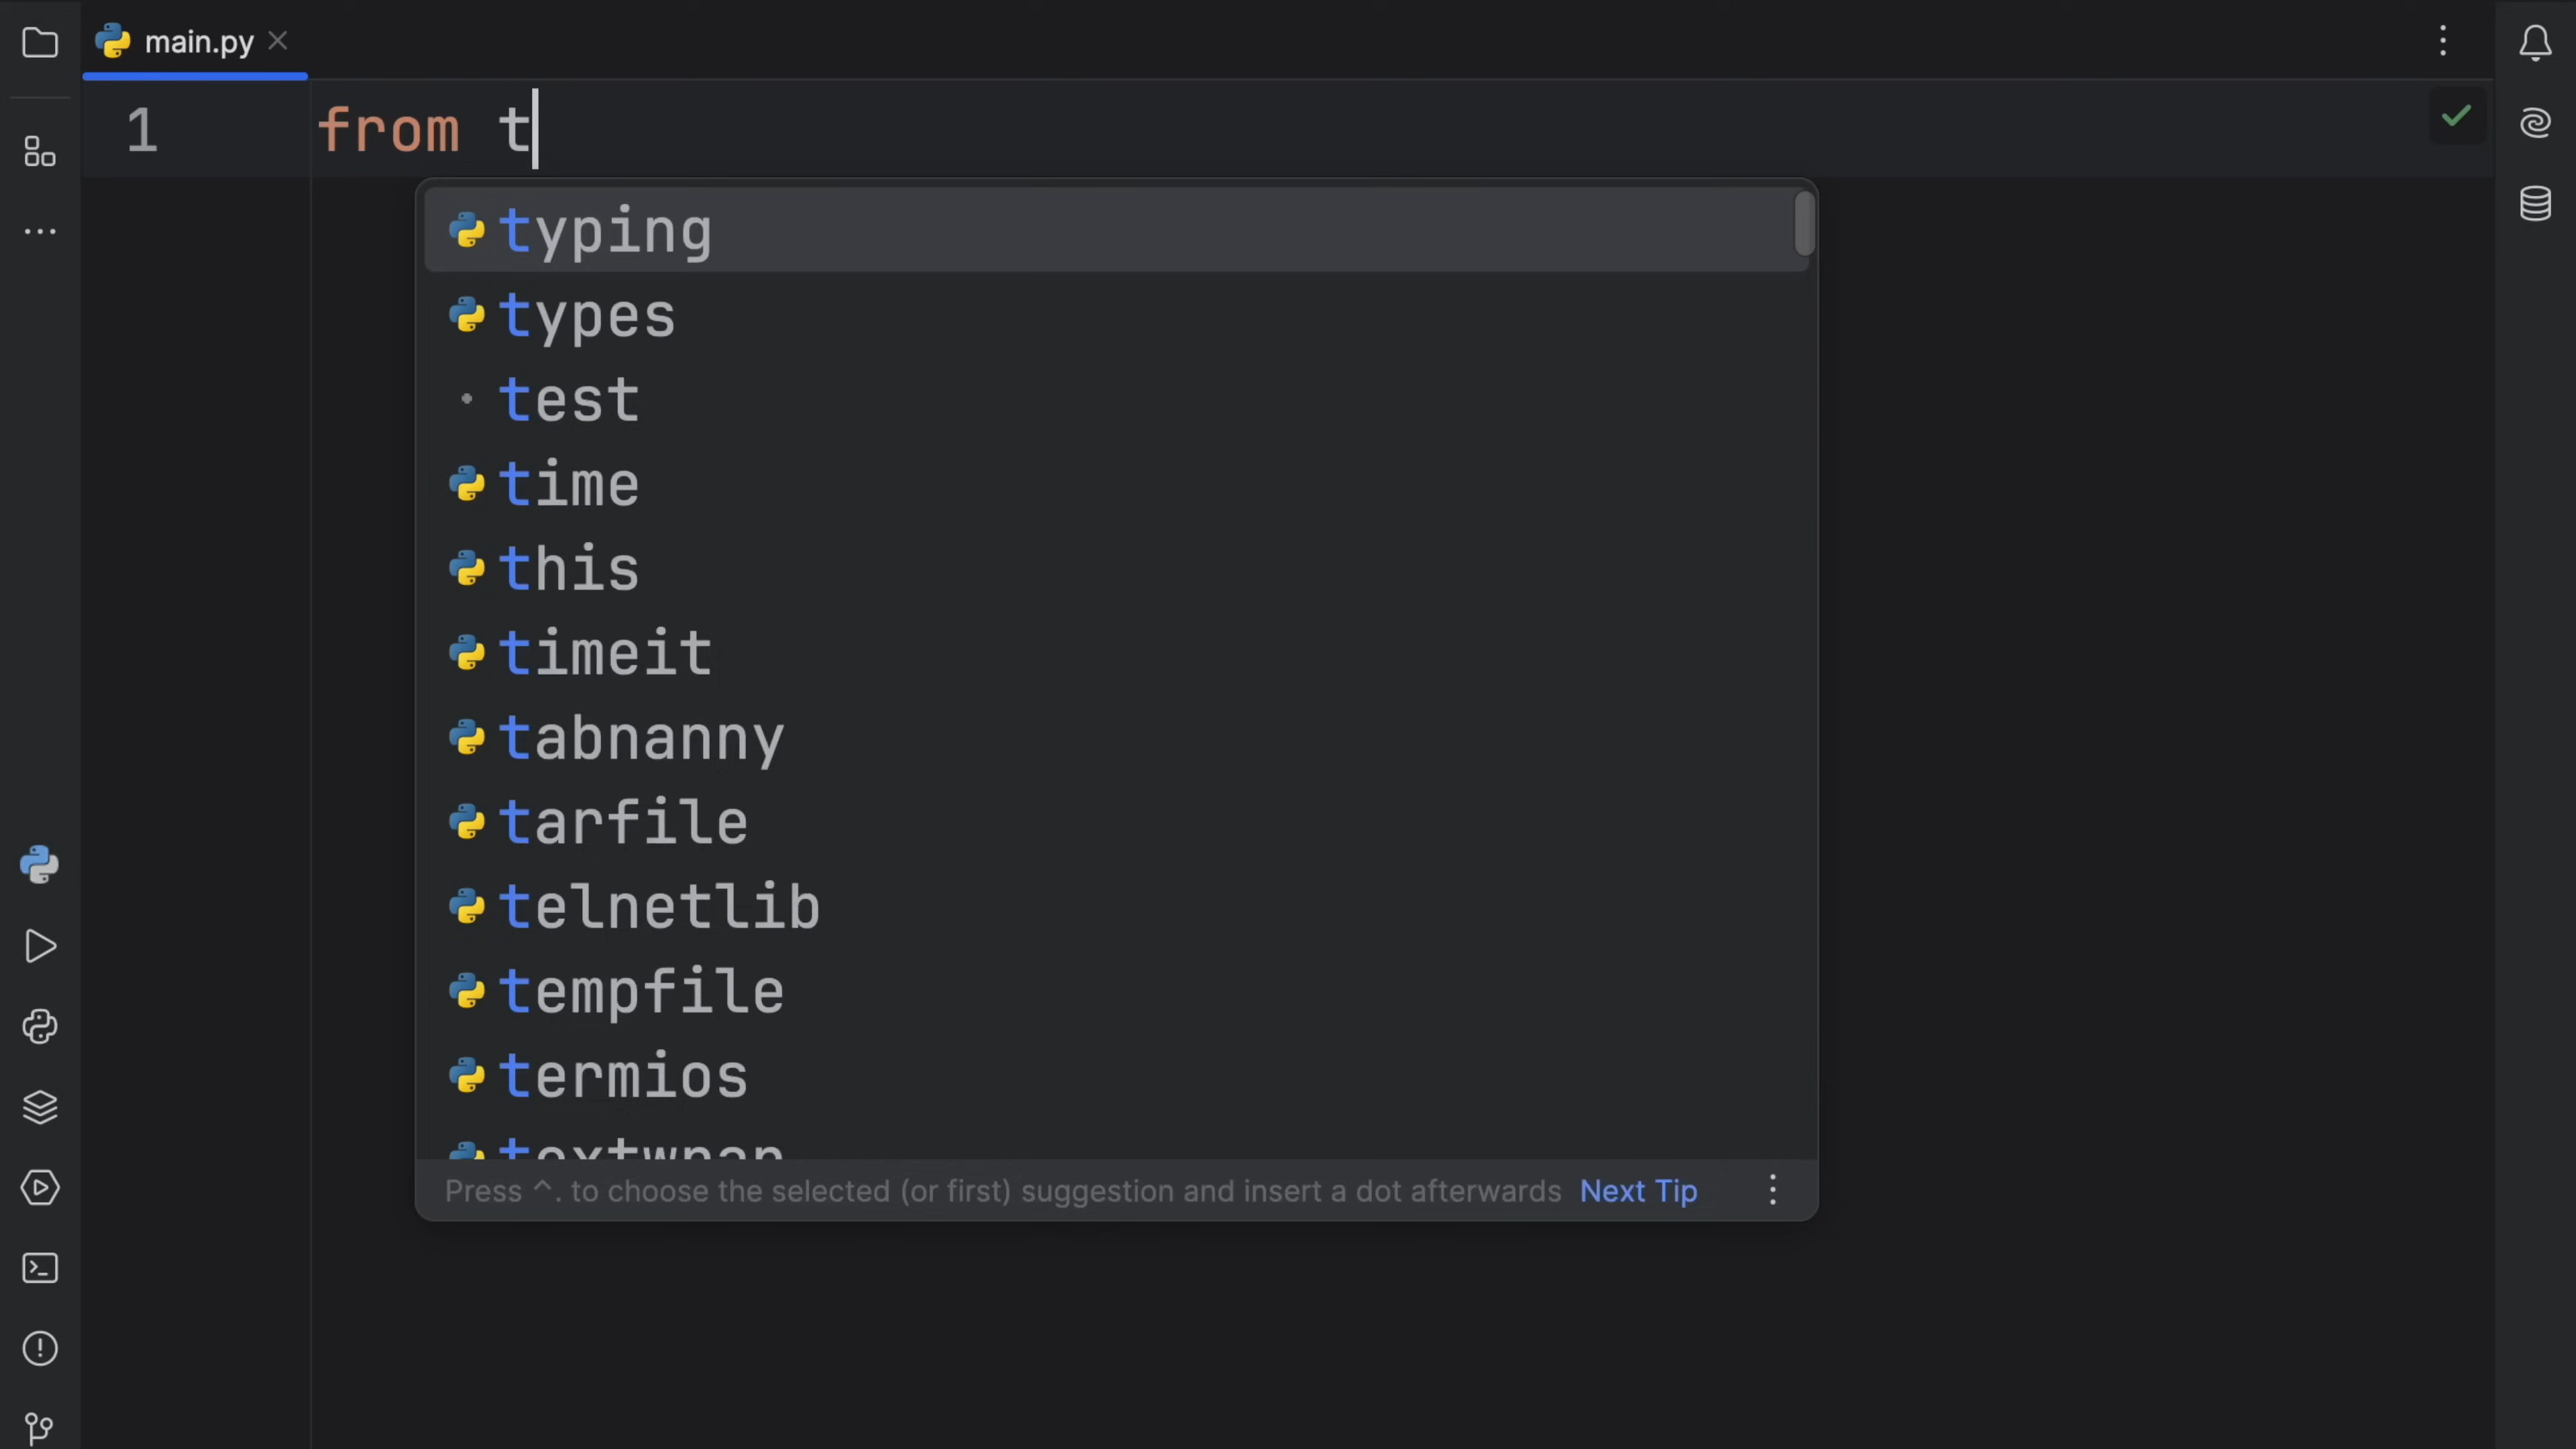 main.py
1 from t
typing
types
test
time
this
timeit
tabnanny
tarfile
telnetlib
tempfile
termios
textwrap
Press ^. to choose the selected (or first) suggestion and insert a dot afterwards Next Tip